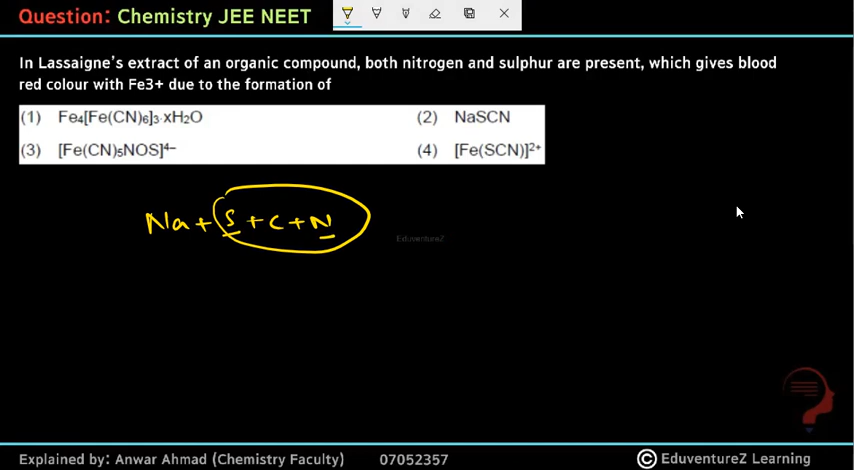 Question: Chemistry JEE NEET
In Lassaigne's extract of an organic compound, both nitrogen and sulphur are present, which gives blood
red colour with Fe3+ due to the formation of
(1) Fe₄[Fe(CN)₆]₃·xH₂O (2) NaSCN
(3) [Fe(CN)₅NOS]⁴⁻ (4) [Fe(SCN)]²⁺
Na + S + C + N
EduventureZ
Explained by: Anwar Ahmad (Chemistry Faculty) 07052357 © EduventureZ Learning